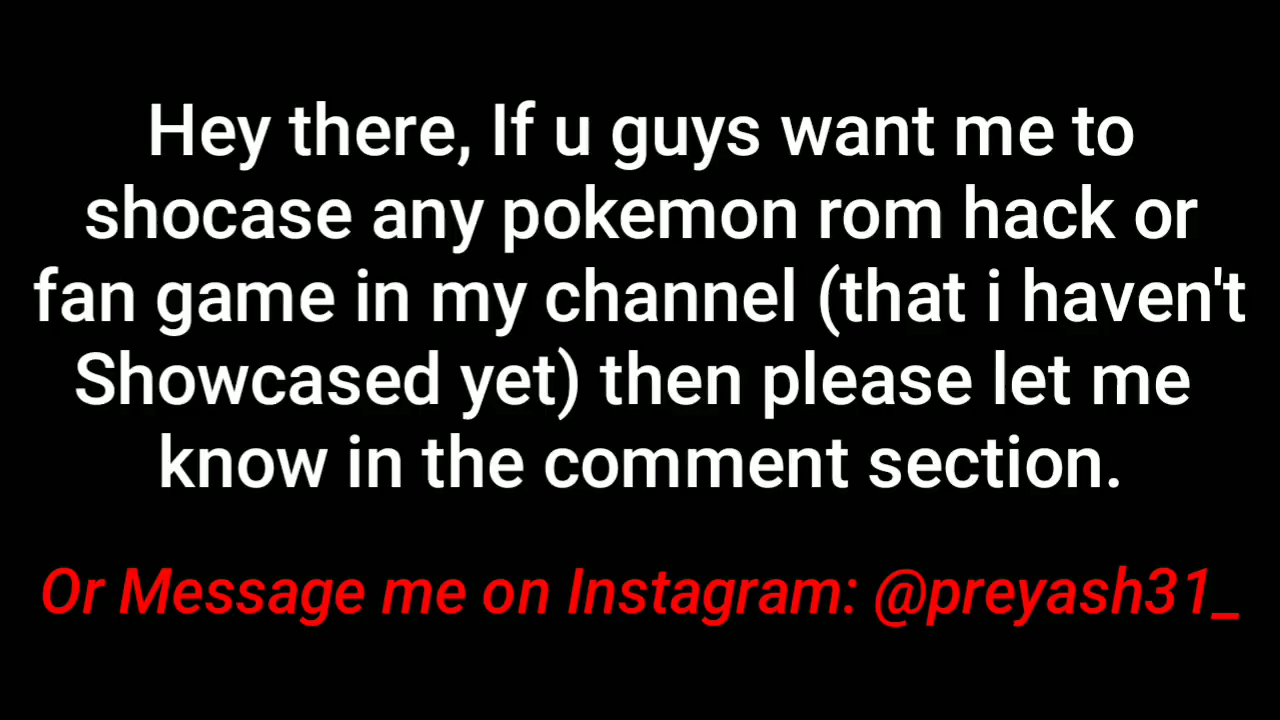 Hey there, If u guys want me to
shocase any pokemon rom hack or
fan game in my channel (that i haven't
Showcased yet) then please let me
know in the comment section.
Or Message me on Instagram: @preyash31_